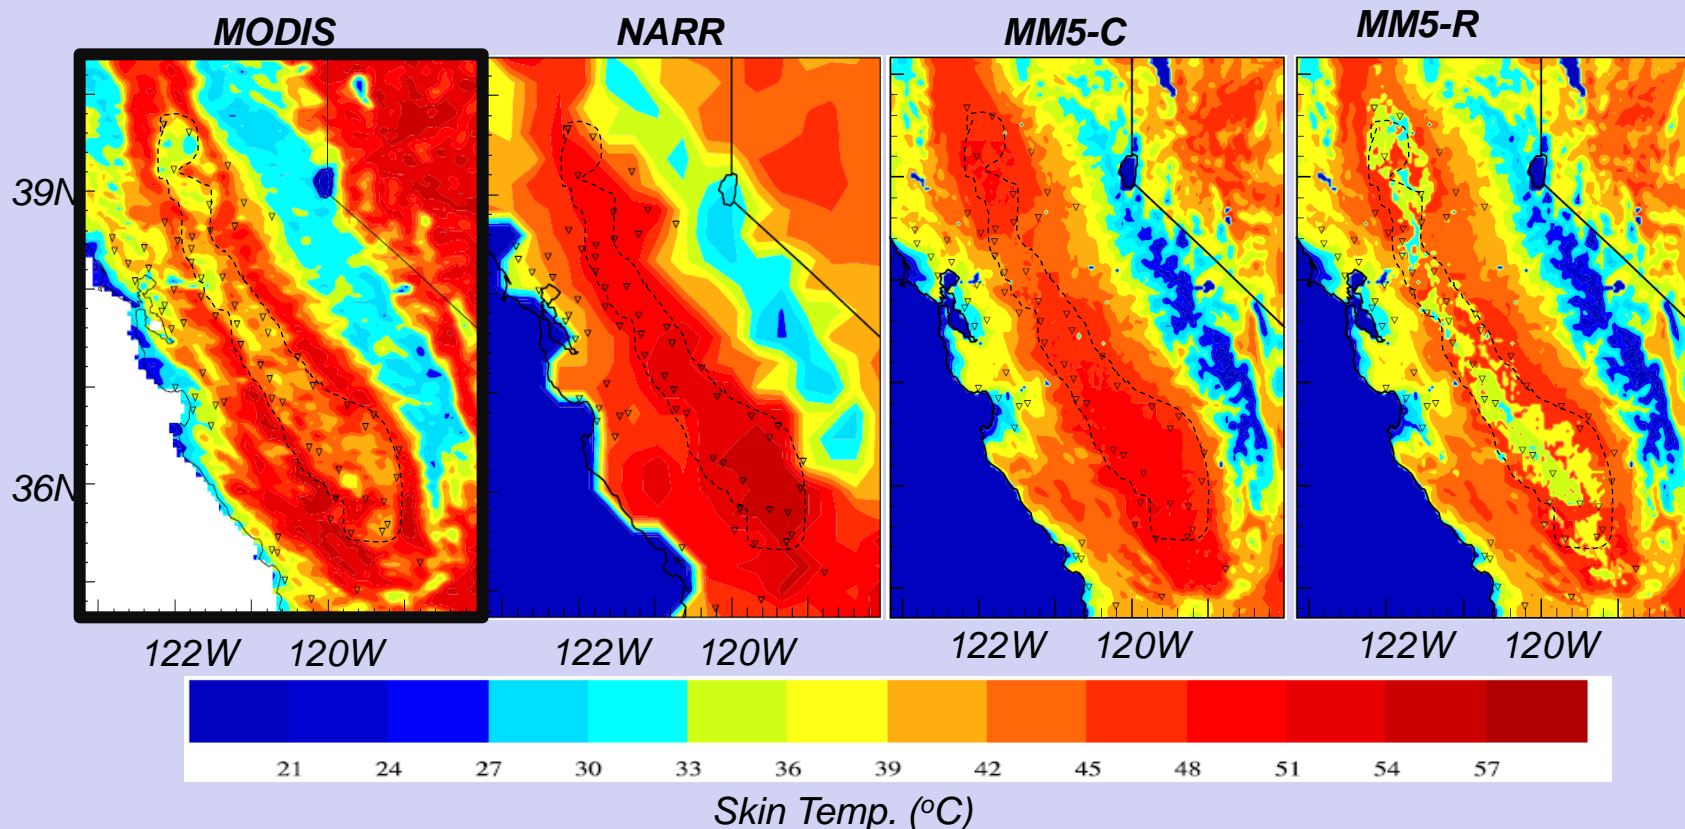 MODIS NARR MM5-C MM5-R
39N
36N
122W 120W 122W 120W 122W 120W 122W 120W
21 24 27 30 33 36 39 42 45 48 51 54 57
Skin Temp. (°C)